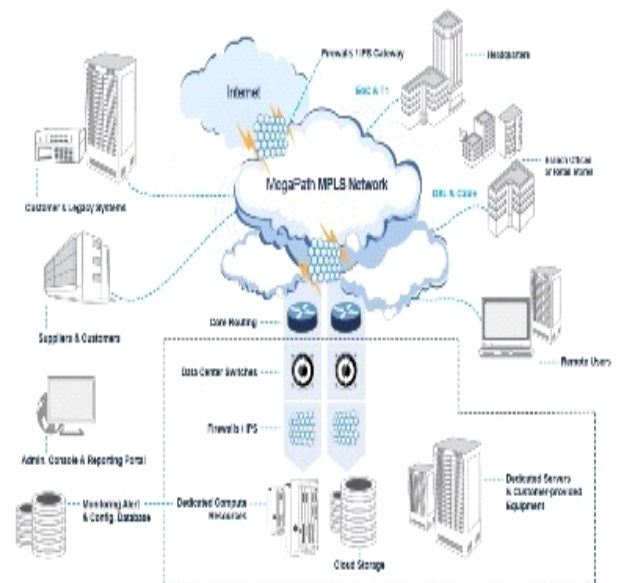 Firewalls / IPS Gateway
Headquarters
Internet
EoC & T1
Branch Offices
or Retail Stores
MegaPath MPLS Network
DSL & Cable
Customer & Legacy Systems
Suppliers & Customers
Core Routing
Remote Users
Data Center Switches
Firewalls / IPS
Admin. Console & Reporting Portal
Monitoring Alert
& Config. Database
Dedicated Compute
Resources
Dedicated Servers
& Customer-provided
Equipment
Cloud Storage